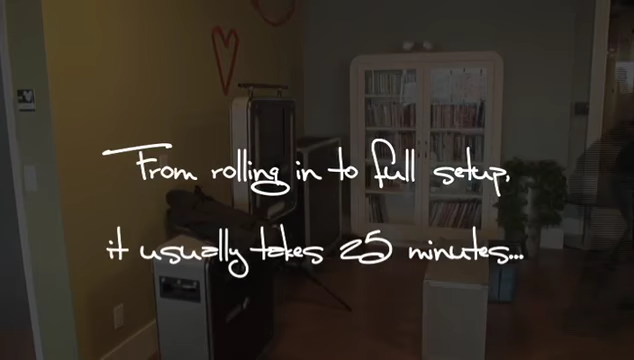 From rolling in to full setup,
it usually takes 25 minutes...